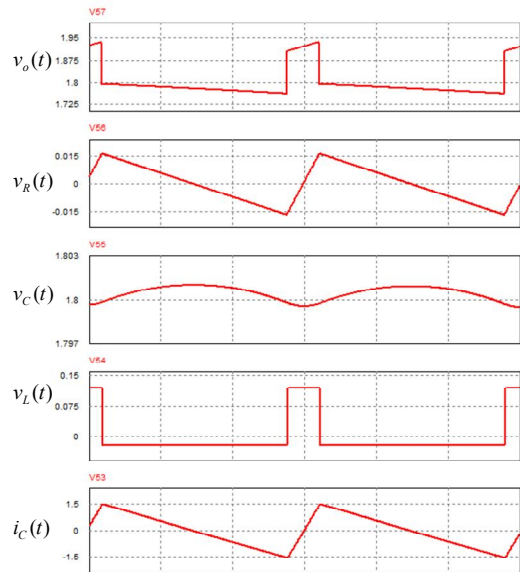 V57
1.95
v_o(t)
1.875
1.8
1.725
V56
0.015
v_R(t)
0
-0.015
V55
1.803
v_C(t)
1.8
1.797
V54
0.15
v_L(t)
0.075
0
V53
1.5
i_C(t)
0
-1.5